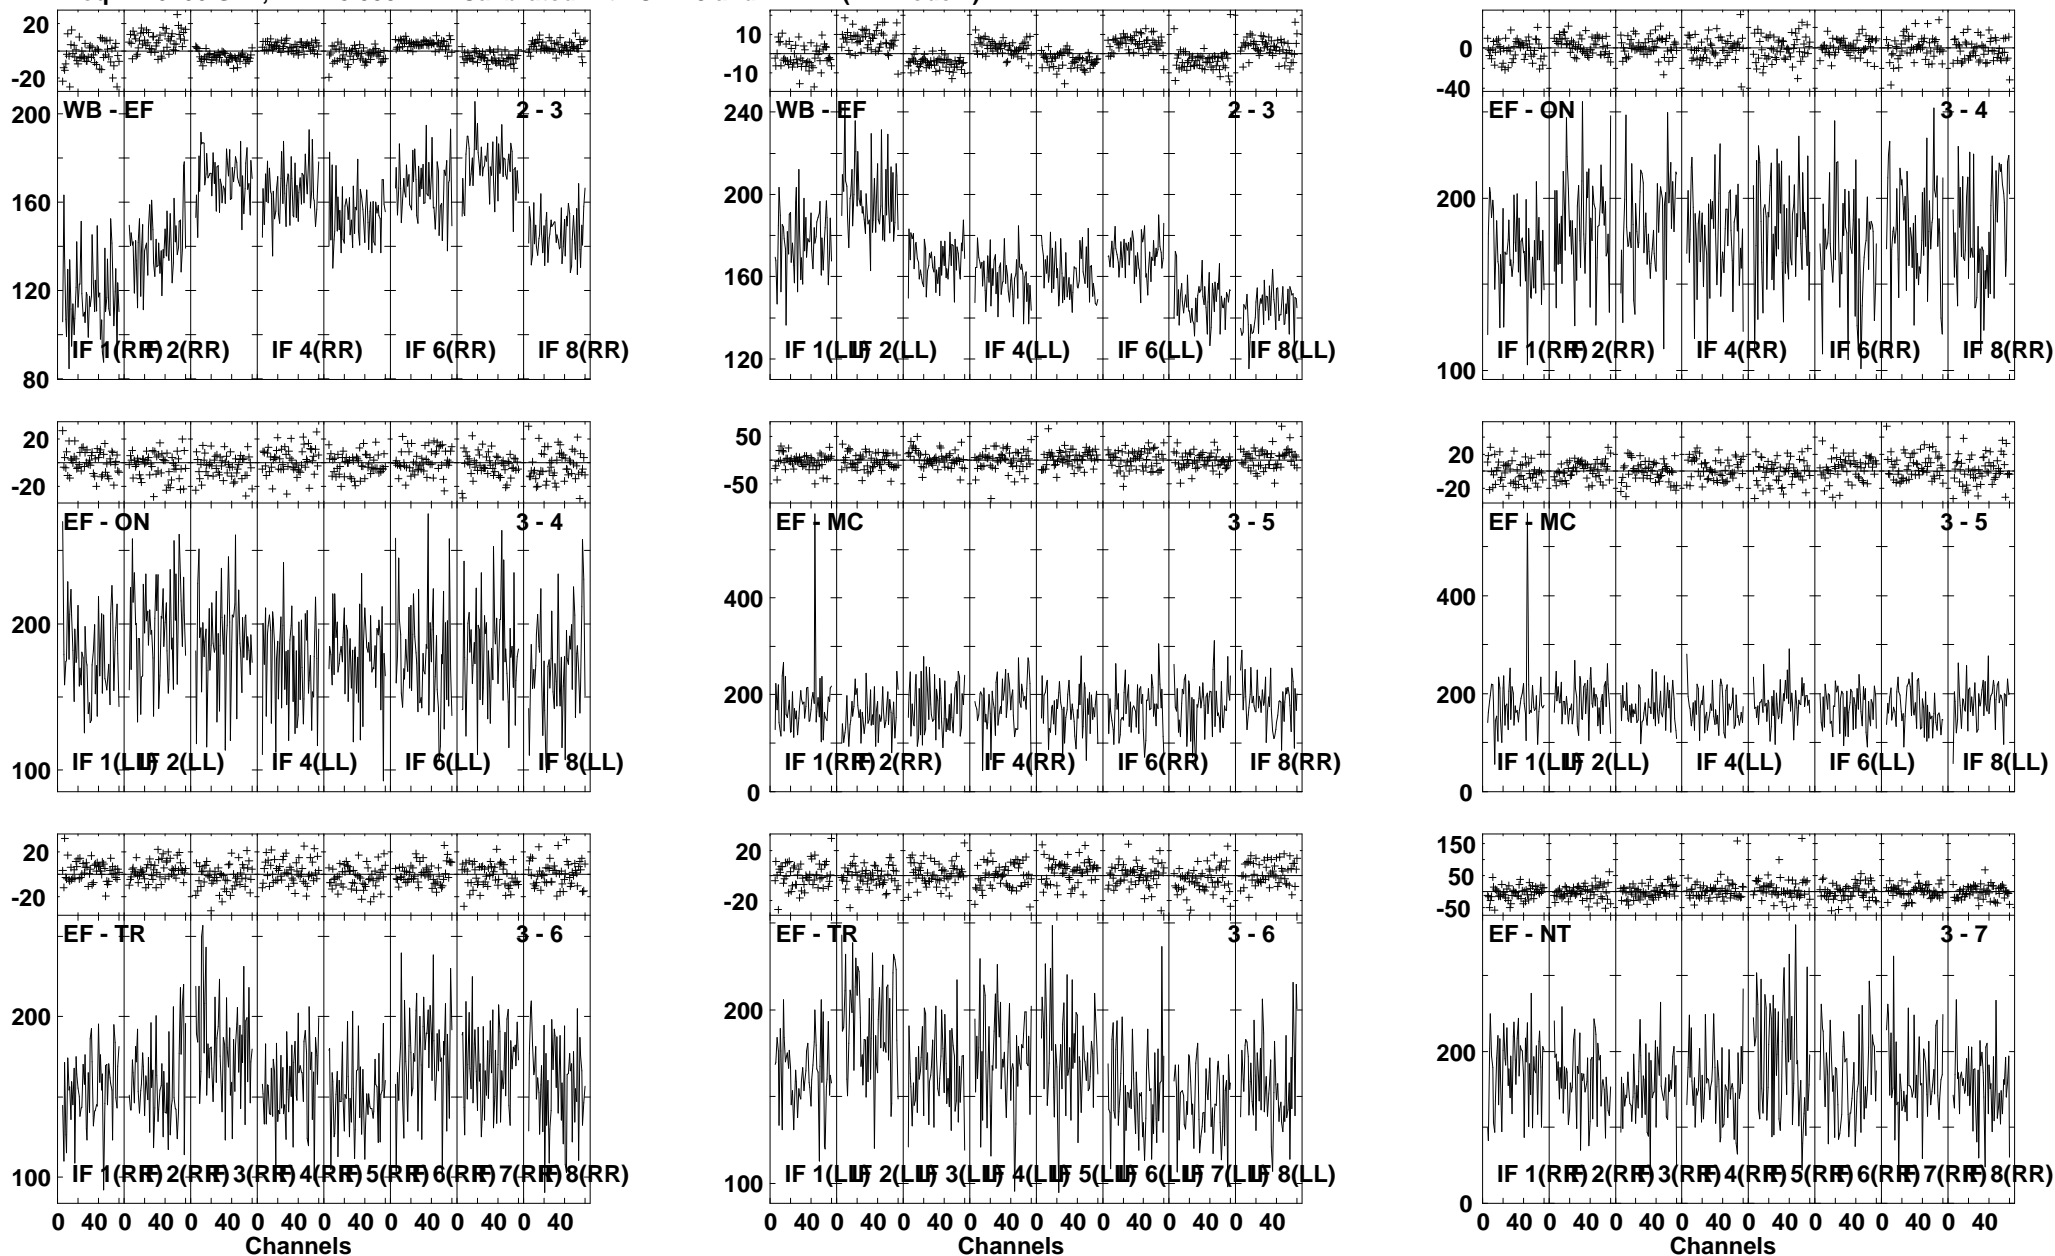 20
-20
WB - EF 2 - 3
200
160
120
80
IF 1(RR) IF 2(RR) IF 4(RR) IF 6(RR) IF 8(RR)
10
-10
WB - EF 2 - 3
240
200
160
120
IF 1(LL) IF 2(LL) IF 4(LL) IF 6(LL) IF 8(LL)
0
-40
EF - ON 3 - 4
200
100
IF 1(RR) IF 2(RR) IF 4(RR) IF 6(RR) IF 8(RR)
20
-20
EF - ON 3 - 4
200
100
IF 1(LL) IF 2(LL) IF 4(LL) IF 6(LL) IF 8(LL)
50
-50
EF - MC 3 - 5
400
200
0
IF 1(RR) IF 2(RR) IF 4(RR) IF 6(RR) IF 8(RR)
20
-20
EF - MC 3 - 5
400
200
0
IF 1(LL) IF 2(LL) IF 4(LL) IF 6(LL) IF 8(LL)
20
-20
EF - TR 3 - 6
200
100
IF 1(RR) IF 2(RR) IF 3(RR) IF 4(RR) IF 5(RR) IF 6(RR) IF 7(RR) IF 8(RR)
0 40 0 40 0 40 0 40 0 40 0 40 0 40 0 40
Channels
20
-20
EF - TR 3 - 6
200
100
IF 1(LL) IF 2(LL) IF 3(LL) IF 4(LL) IF 5(LL) IF 6(LL) IF 7(LL) IF 8(LL)
0 40 0 40 0 40 0 40 0 40 0 40 0 40 0 40
Channels
150
50
-50
EF - NT 3 - 7
200
0
IF 1(RR) IF 2(RR) IF 3(RR) IF 4(RR) IF 5(RR) IF 6(RR) IF 7(RR) IF 8(RR)
0 40 0 40 0 40 0 40 0 40 0 40 0 40 0 40
Channels